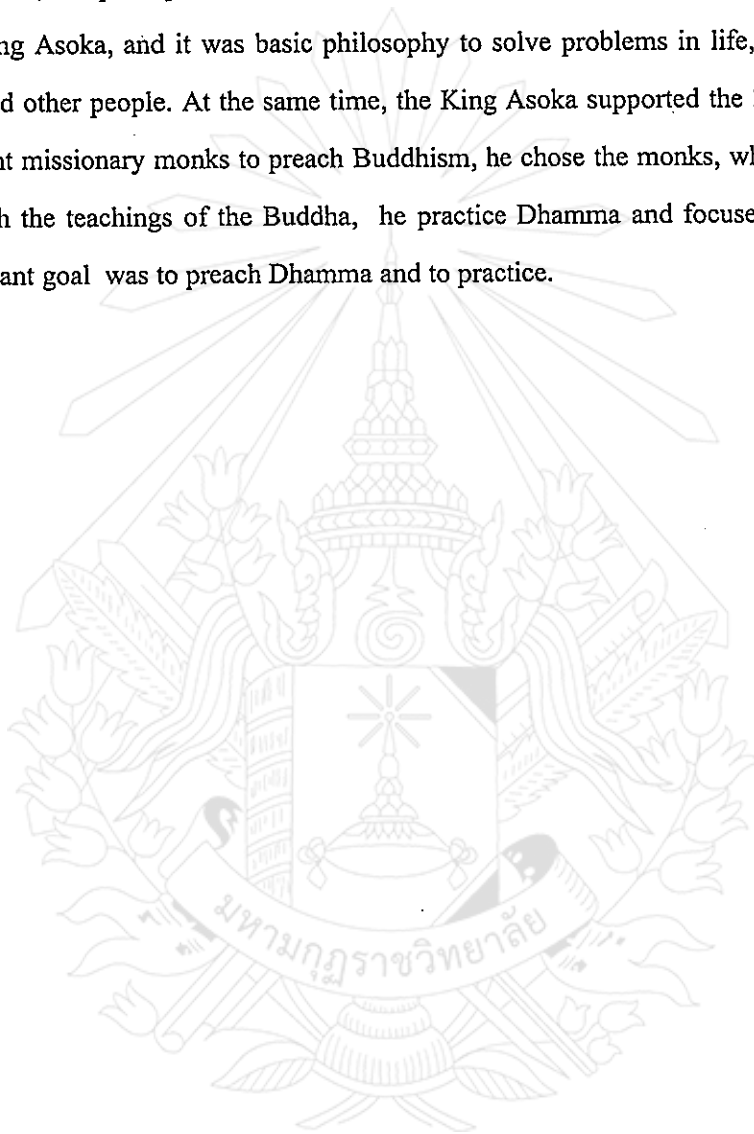 ng Asoka, and it was basic philosophy to solve problems in life,
d other people. At the same time, the King Asoka supported the
nt missionary monks to preach Buddhism, he chose the monks, wh
h the teachings of the Buddha, he practice Dhamma and focuse
ant goal was to preach Dhamma and to practice.
มหามกุฏราชวิทยาลัย